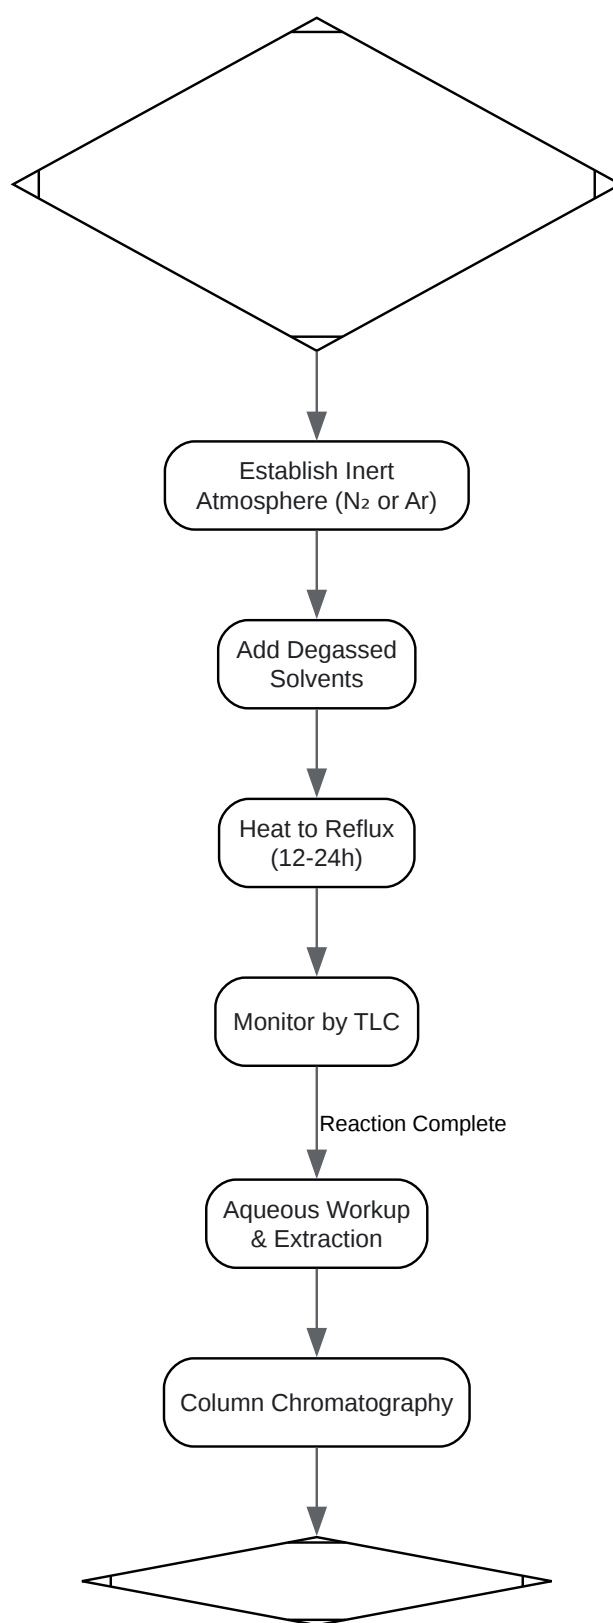 Establish Inert
Atmosphere (N₂ or Ar)
Add Degassed
Solvents
Heat to Reflux
(12-24h)
Monitor by TLC
Reaction Complete
Aqueous Workup
& Extraction
Column Chromatography